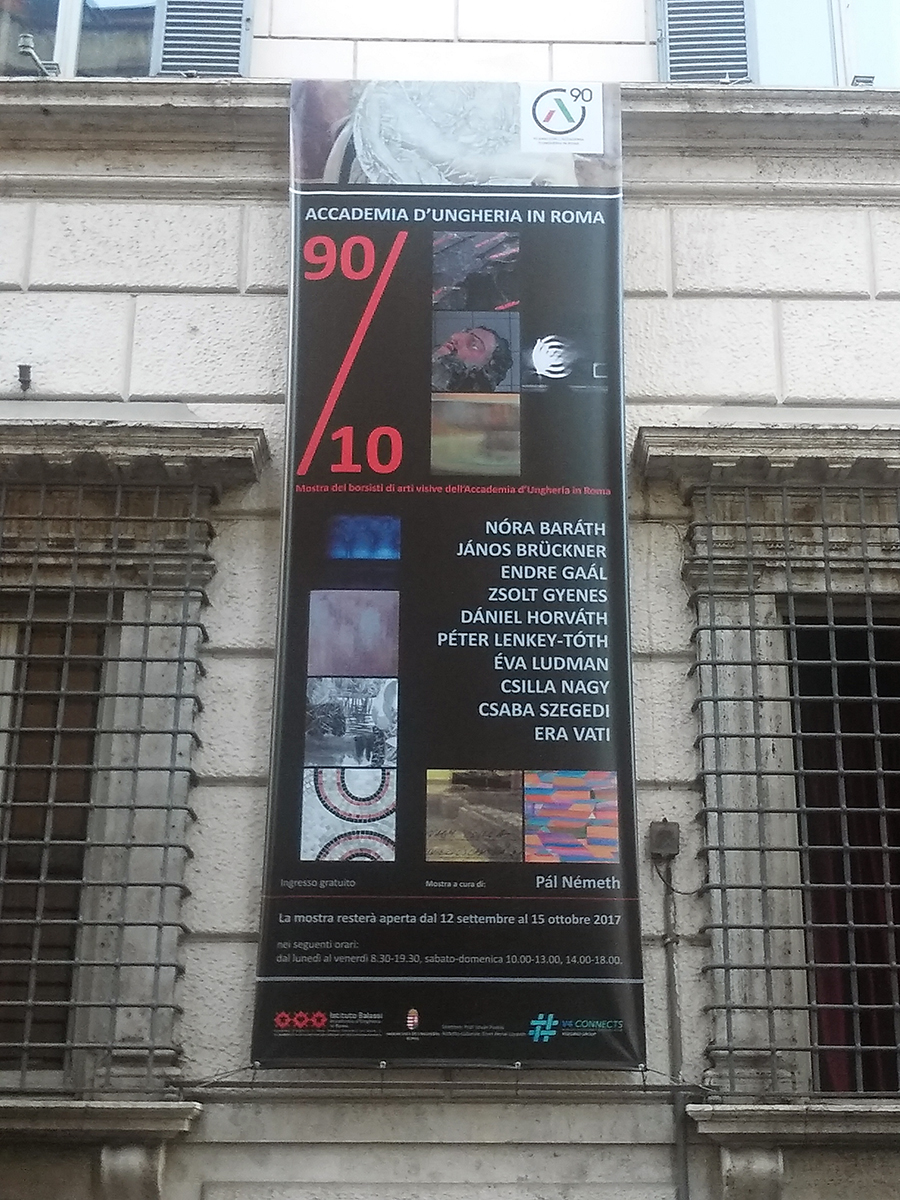 90
ACCADEMIA D'UNGHERIA IN ROMA
90/
10
Mostra dei borsisti di arti visive dell'Accademia d'Ungheria in Roma
NÓRA BARÁTH
JÁNOS BRÜCKNER
ENDRE GAÁL
ZSOLT GYENES
DÁNIEL HORVÁTH
PÉTER LENKEY-TÓTH
ÉVA LUDMAN
CSILLA NAGY
CSABA SZEGEDI
ERA VATI
Ingresso gratuito
Mostra a cura di: Pál Németh
La mostra resterà aperta dal 12 settembre al 15 ottobre 2017
nei seguenti orari:
dal lunedì al venerdì 8.30-19.30, sabato-domenica 10.00-13.00, 14.00-18.00.
Istituto Balassi
V4 CONNECTS